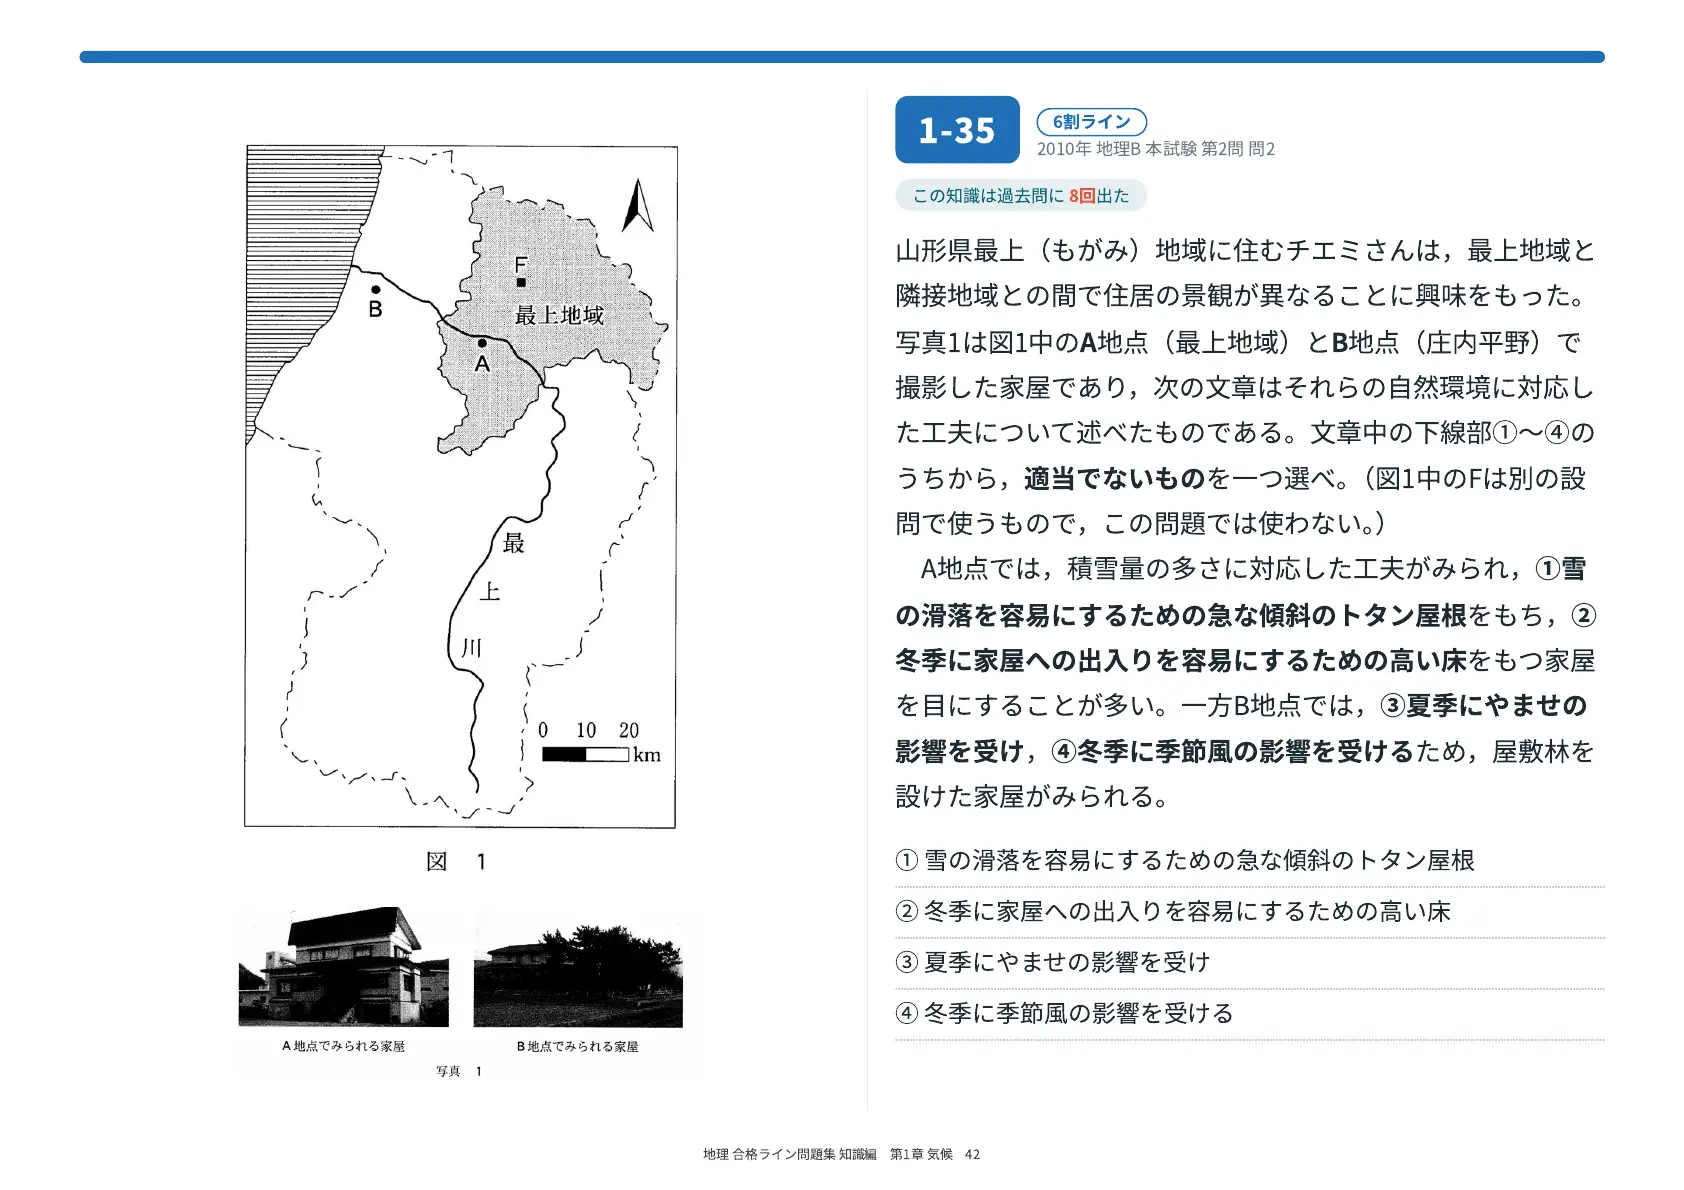 F
最上地域
B
A
最
上
川
0 10 20
km
図 1
A 地点でみられる家屋
B 地点でみられる家屋
写真 1
1-35
6割ライン
2010年 地理B 本試験 第2問 問2
この知識は過去問に 8回出た
山形県最上（もがみ）地域に住むチエミさんは，最上地域と
隣接地域との間で住居の景観が異なることに興味をもった。
写真1は図1中のA地点（最上地域）とB地点（庄内平野）で
撮影した家屋であり，次の文章はそれらの自然環境に対応し
た工夫について述べたものである。文章中の下線部①～④の
うちから，適当でないものを一つ選べ。（図1中のFは別の設
問で使うもので，この問題では使わない。）
A地点では，積雪量の多さに対応した工夫がみられ，①雪
の滑落を容易にするための急な傾斜のトタン屋根をもち，②
冬季に家屋への出入りを容易にするための高い床をもつ家屋
を目にすることが多い。一方B地点では，③夏季にやませの
影響を受け，④冬季に季節風の影響を受けるため，屋敷林を
設けた家屋がみられる。
① 雪の滑落を容易にするための急な傾斜のトタン屋根
② 冬季に家屋への出入りを容易にするための高い床
③ 夏季にやませの影響を受け
④ 冬季に季節風の影響を受ける
地理 合格ライン問題集 知識編 第1章 気候 42